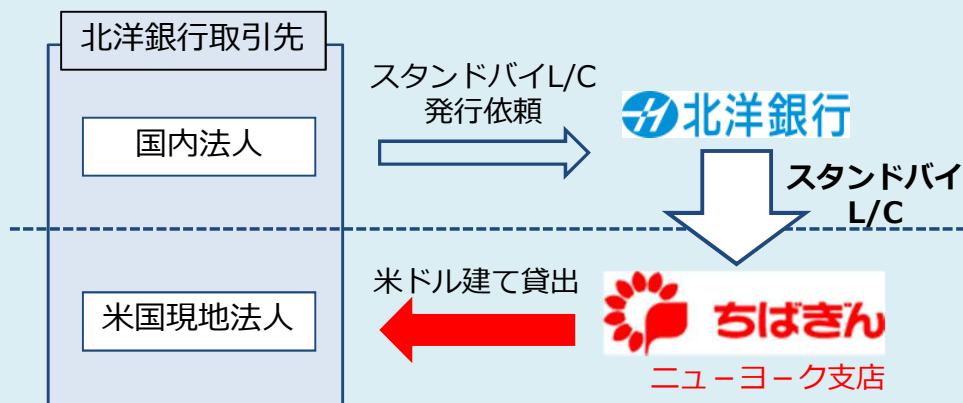 北洋銀行取引先
スタンドバイL/C
発行依頼
北洋銀行
国内法人
スタンドバイ
L/C
米ドル建て貸出
米国現地法人
ちばぎん
ニューヨーク支店